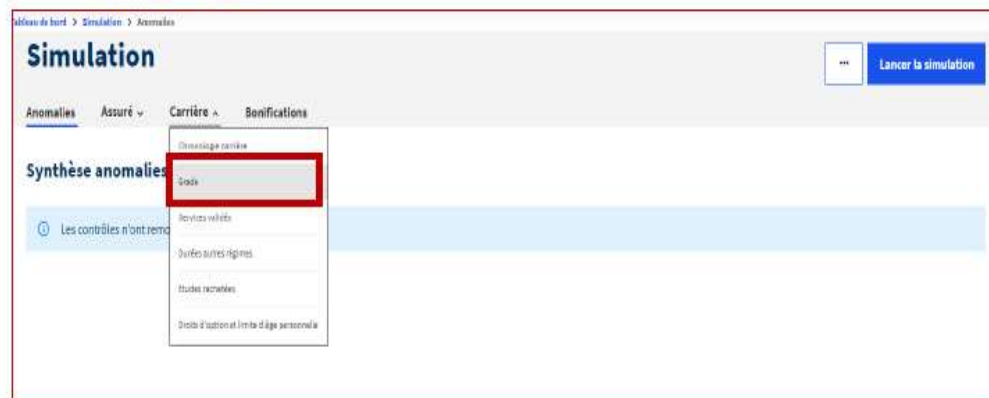 Tableau de bord > Simulation > Anomalies
Simulation
... Lancer la simulation
Anomalies Assuré Carrière Bonifications
Chronologie carrière
Synthèse anomalies
Grade
Services validés
Les contrôles n'ont remo
Durées autres régimes
Etudes rachetées
Droits d'option et limite d'âge personnelle